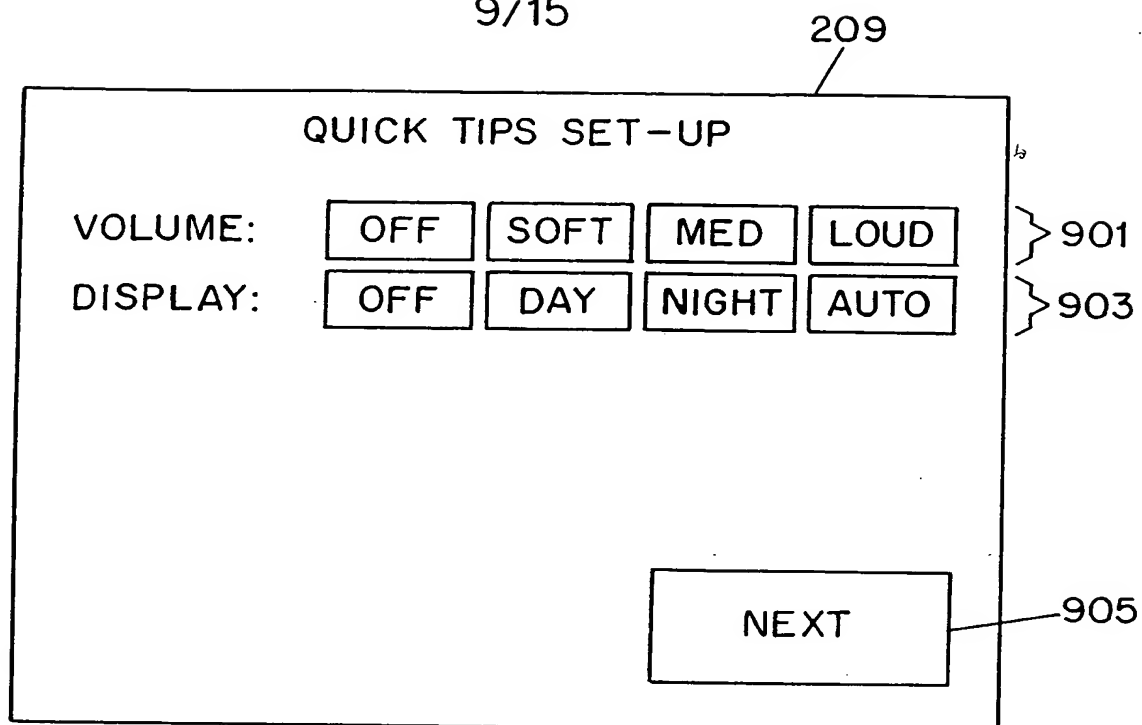 9/15
209
QUICK TIPS SET-UP
VOLUME: OFF SOFT MED LOUD 901
DISPLAY: OFF DAY NIGHT AUTO 903
NEXT 905